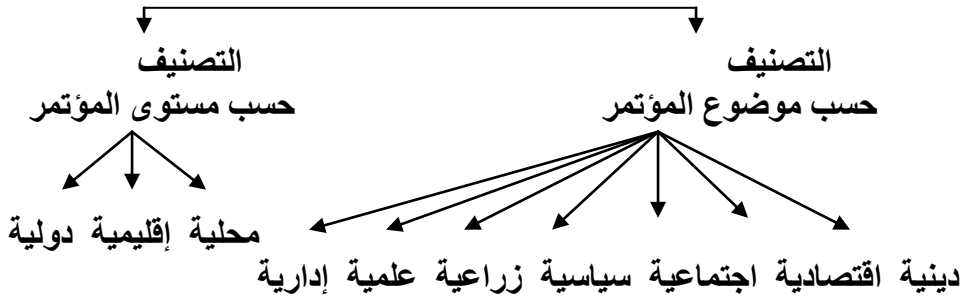 التصنيف
حسب موضوع المؤتمر
دينية اقتصادية اجتماعية سياسية زراعية علمية إدارية
التصنيف
حسب مستوى المؤتمر
محلية إقليمية دولية